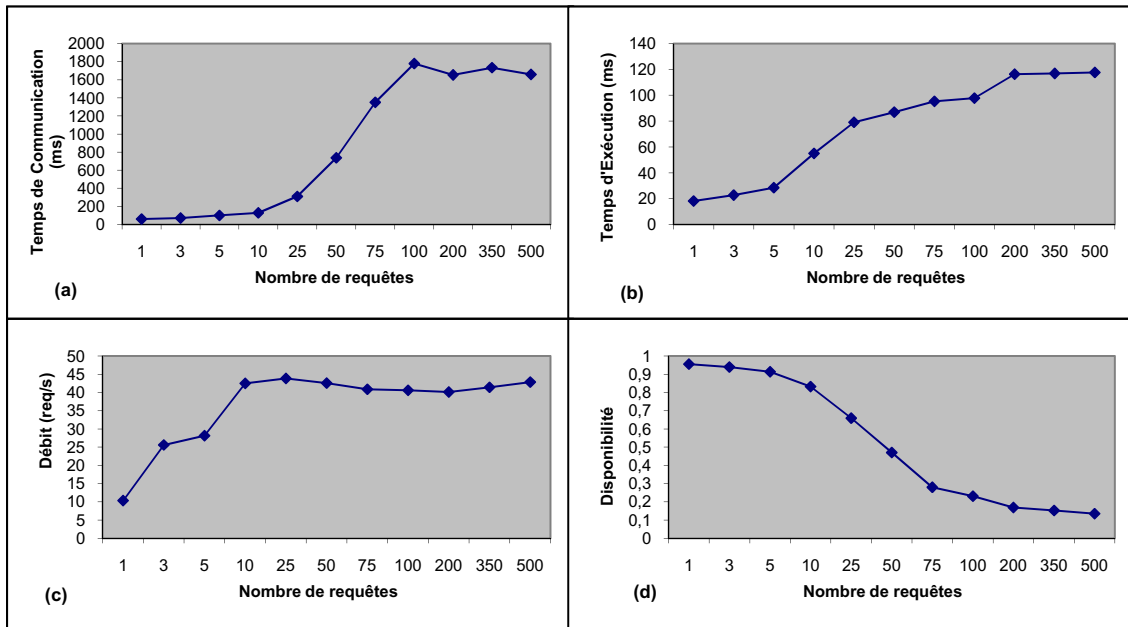 2000
1800
1600
1400
1200
1000
800
600
400
200
0
Temps de Communication
(ms)
1 3 5 10 25 50 75 100 200 350 500
Nombre de requêtes
(a)
140
120
100
80
60
40
20
0
Temps d'Exécution (ms)
1 3 5 10 25 50 75 100 200 350 500
Nombre de requêtes
(b)
50
45
40
35
30
25
20
15
10
5
0
Débit (req/s)
1 3 5 10 25 50 75 100 200 350 500
Nombre de requêtes
(c)
1
0,9
0,8
0,7
0,6
0,5
0,4
0,3
0,2
0,1
0
Disponibilité
1 3 5 10 25 50 75 100 200 350 500
Nombre de requêtes
(d)